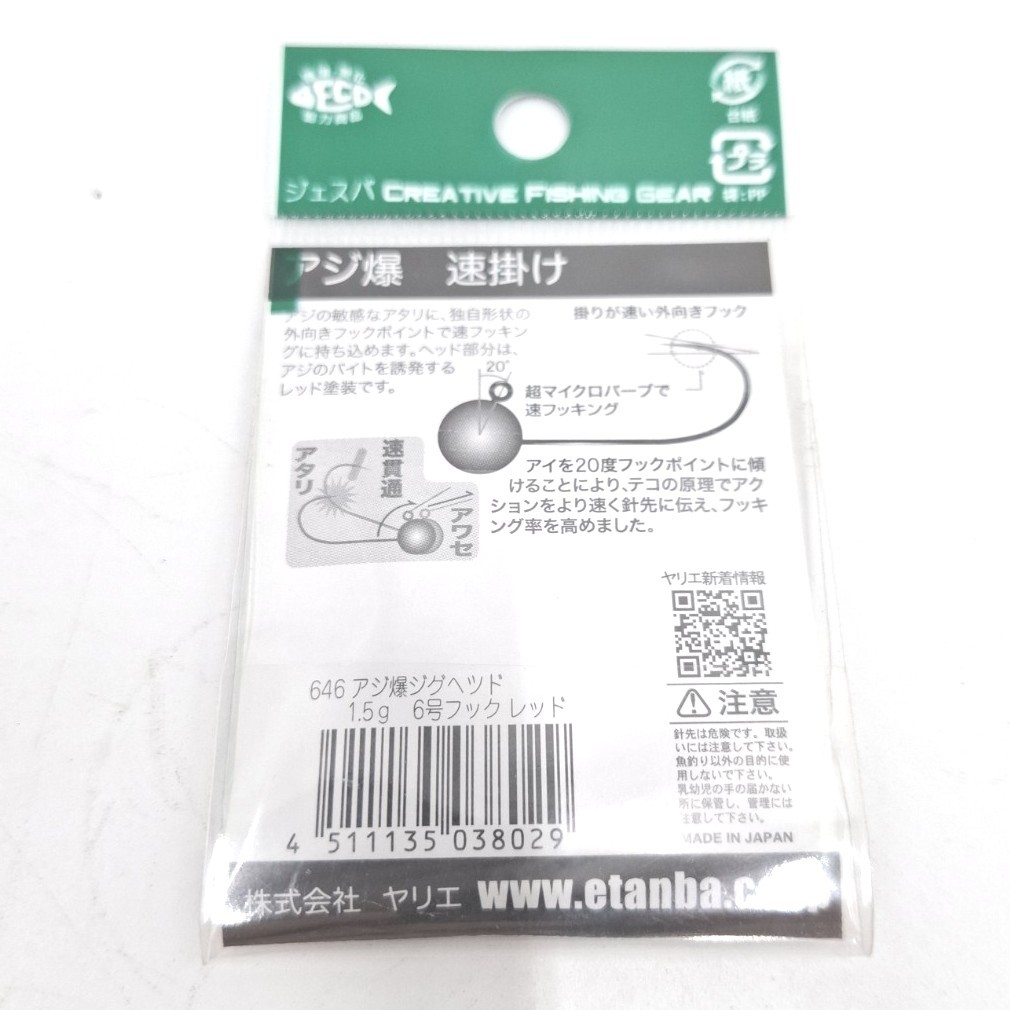 ECO
協力商品
紙
台紙
プラ
袋:PP
ジェスパ CREATIVE FISHING GEAR
アジ爆 速掛け
アジの敏感なアタリに、独自形状の
外向きフックポイントで速フッキン
グに持ち込めます。ヘッド部分は、
アジのバイトを誘発する
レッド塗装です。
掛りが速い外向きフック
20°
超マイクロバーブで
速フッキング
アイを20度フックポイントに傾
けることにより、テコの原理でアク
ションをより速く針先に伝え、フッキ
ング率を高めました。
アタリ
速貫通
アワセ
ヤリエ新着情報
646 アジ爆ジグヘッド
1.5g 6号フック レッド
4 511135 038029
注意
針先は危険です。取扱
いには注意して下さい。
魚釣り以外の目的に使
用しないで下さい。
乳幼児の手の届かない
所に保管し、管理には
注意して下さい。
MADE IN JAPAN
株式会社 ヤリエ www.etanba.c